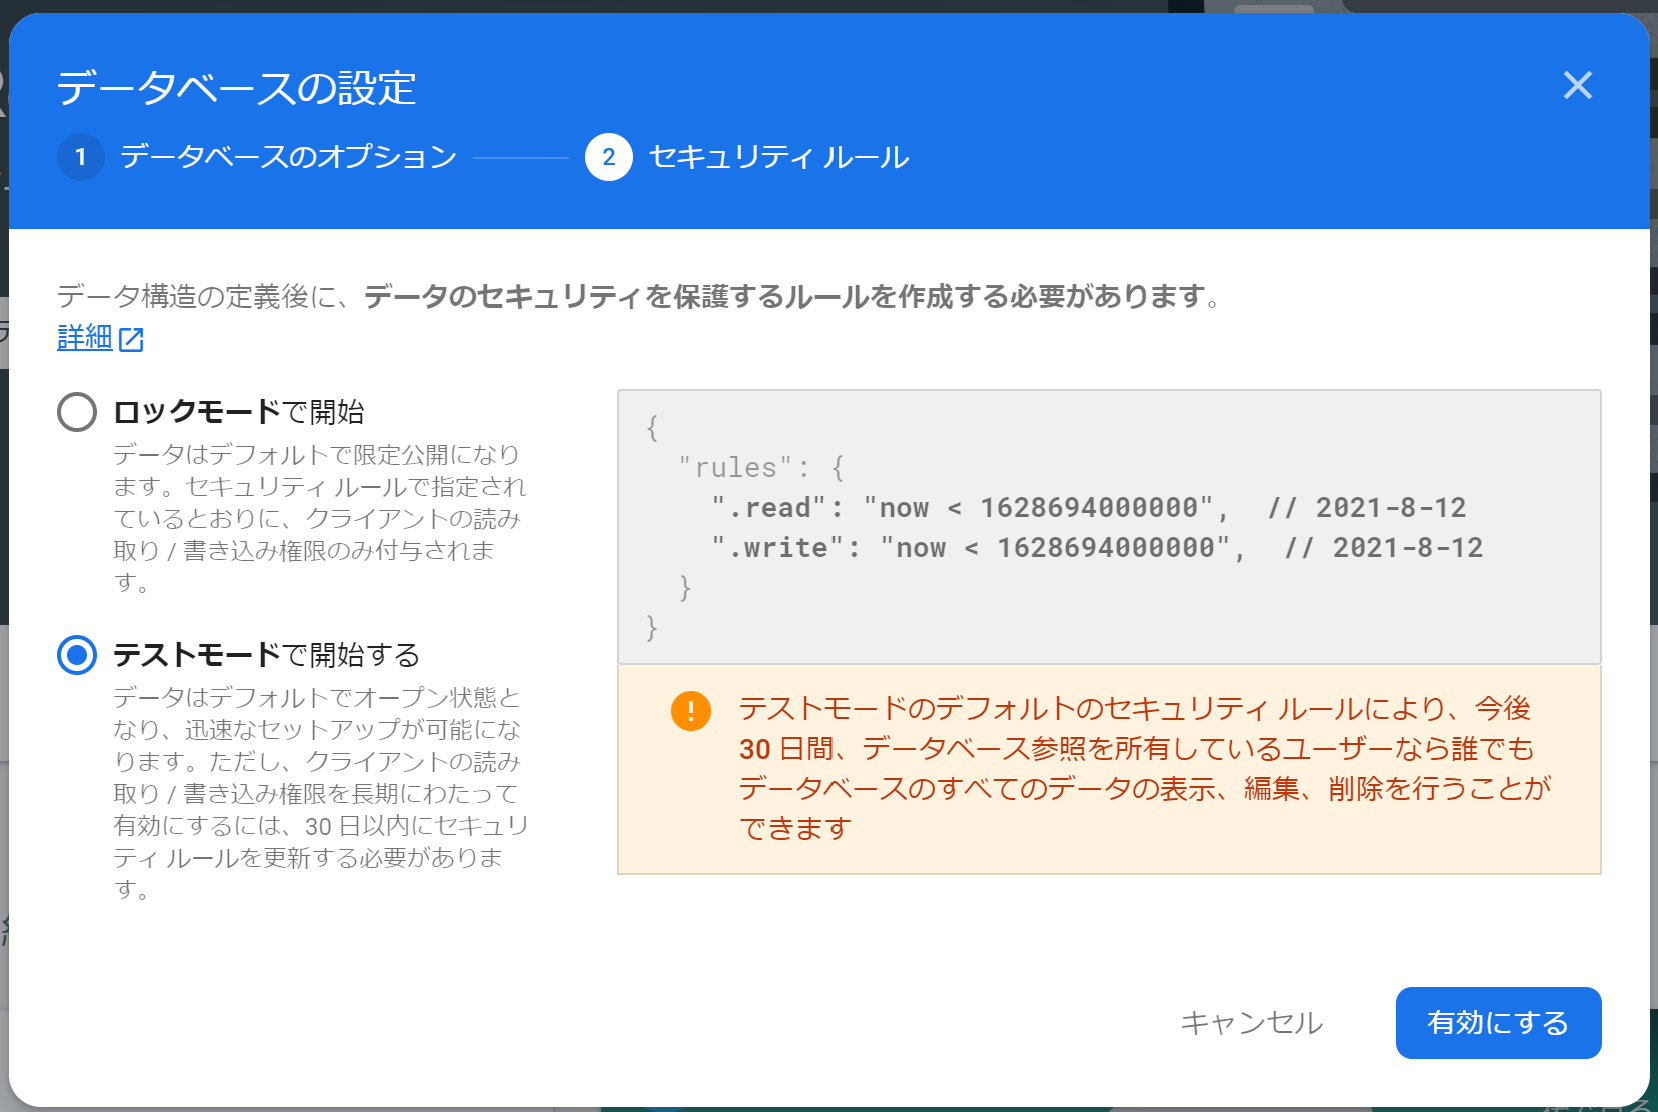 データベースの設定
1 データベースのオプション 2 セキュリティ ルール
データ構造の定義後に、データのセキュリティを保護するルールを作成する必要があります。
詳細
ロックモードで開始
データはデフォルトで限定公開になり
ます。セキュリティ ルールで指定され
ているとおりに、クライアントの読み
取り / 書き込み権限のみ付与されま
す。
テストモードで開始する
データはデフォルトでオープン状態と
なり、迅速なセットアップが可能にな
ります。ただし、クライアントの読み
取り / 書き込み権限を長期にわたって
有効にするには、30 日以内にセキュリ
ティ ルールを更新する必要がありま
す。
{
"rules": {
".read": "now < 1628694000000", // 2021-8-12
".write": "now < 1628694000000", // 2021-8-12
}
}
テストモードのデフォルトのセキュリティ ルールにより、今後
30 日間、データベース参照を所有しているユーザーなら誰でも
データベースのすべてのデータの表示、編集、削除を行うことが
できます
キャンセル
有効にする